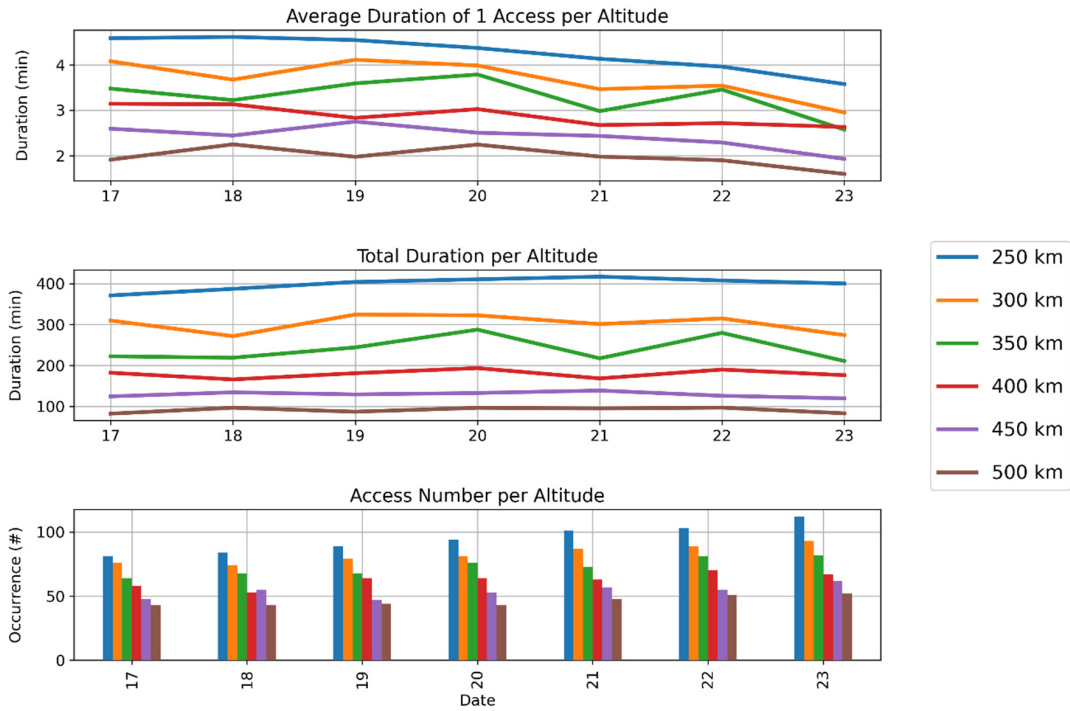 Average Duration of 1 Access per Altitude
Duration (min)
4
3
2
17 18 19 20 21 22 23
Total Duration per Altitude
Duration (min)
400
300
200
100
17 18 19 20 21 22 23
250 km
300 km
350 km
400 km
450 km
500 km
Access Number per Altitude
Occurrence (#)
100
50
0
17 18 19 20 21 22 23
Date